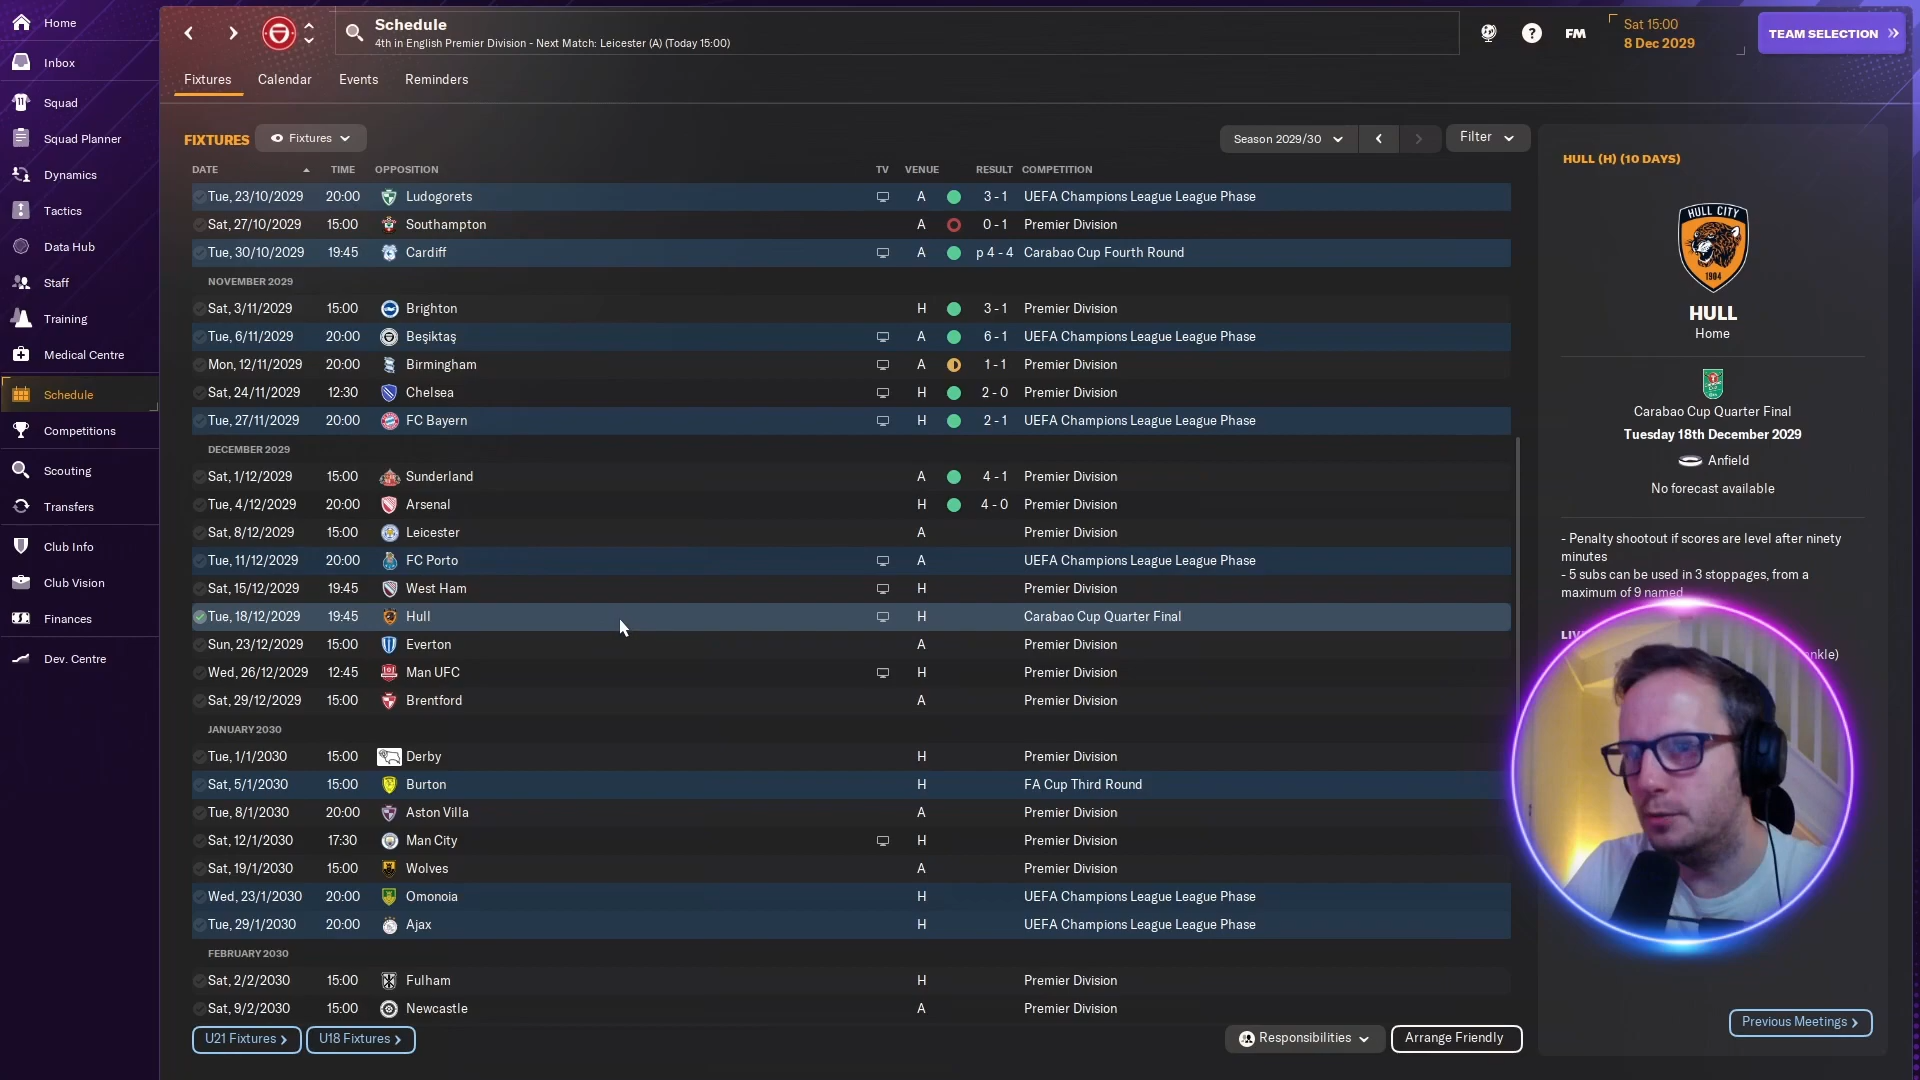 Home
Inbox
Squad
Squad Planner
Dynamics
Tactics
Data Hub
Staff
Training
Medical Centre
Schedule
Competitions
Scouting
Transfers
Club Info
Club Vision
Finances
Dev. Centre
Schedule
4th in English Premier Division - Next Match: Leicester (A) (Today 15:00)
FM
Sat 15:00
8 Dec 2029
TEAM SELECTION
Fixtures Calendar Events Reminders
FIXTURES Fixtures Season 2029/30 Filter
DATE TIME OPPOSITION TV VENUE RESULT COMPETITION
Tue, 23/10/2029 20:00 Ludogorets A 3 - 1 UEFA Champions League League Phase
Sat, 27/10/2029 15:00 Southampton A 0 - 1 Premier Division
Tue, 30/10/2029 19:45 Cardiff A p 4 - 4 Carabao Cup Fourth Round
NOVEMBER 2029
Sat, 3/11/2029 15:00 Brighton H 3 - 1 Premier Division
Tue, 6/11/2029 20:00 Beşiktaş A 6 - 1 UEFA Champions League League Phase
Mon, 12/11/2029 20:00 Birmingham A 1 - 1 Premier Division
Sat, 24/11/2029 12:30 Chelsea H 2 - 0 Premier Division
Tue, 27/11/2029 20:00 FC Bayern H 2 - 1 UEFA Champions League League Phase
DECEMBER 2029
Sat, 1/12/2029 15:00 Sunderland A 4 - 1 Premier Division
Tue, 4/12/2029 20:00 Arsenal H 4 - 0 Premier Division
Sat, 8/12/2029 15:00 Leicester A Premier Division
Tue, 11/12/2029 20:00 FC Porto A UEFA Champions League League Phase
Sat, 15/12/2029 19:45 West Ham H Premier Division
Tue, 18/12/2029 19:45 Hull H Carabao Cup Quarter Final
Sun, 23/12/2029 15:00 Everton A Premier Division
Wed, 26/12/2029 12:45 Man UFC H Premier Division
Sat, 29/12/2029 15:00 Brentford A Premier Division
JANUARY 2030
Tue, 1/1/2030 15:00 Derby H Premier Division
Sat, 5/1/2030 15:00 Burton H FA Cup Third Round
Tue, 8/1/2030 20:00 Aston Villa A Premier Division
Sat, 12/1/2030 17:30 Man City H Premier Division
Sat, 19/1/2030 15:00 Wolves A Premier Division
Wed, 23/1/2030 20:00 Omonoia H UEFA Champions League League Phase
Tue, 29/1/2030 20:00 Ajax H UEFA Champions League League Phase
FEBRUARY 2030
Sat, 2/2/2030 15:00 Fulham H Premier Division
Sat, 9/2/2030 15:00 Newcastle A Premier Division
U21 Fixtures U18 Fixtures Responsibilities Arrange Friendly
HULL (H) (10 DAYS)
HULL CITY
1904
HULL
Home
Carabao Cup Quarter Final
Tuesday 18th December 2029
Anfield
No forecast available
- Penalty shootout if scores are level after ninety
minutes
- 5 subs can be used in 3 stoppages, from a
maximum of 9 named
ankle)
Previous Meetings